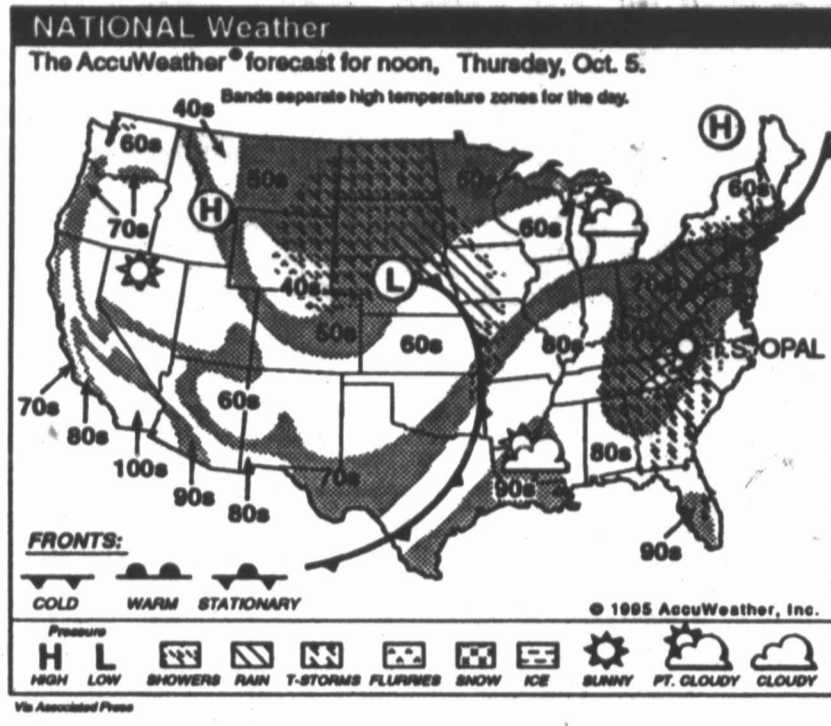 NATIONAL Weather
The AccuWeather® forecast for noon, Thursday, Oct. 5.
Bands separate high temperature zones for the day.
40s
H
60s
50s
50s
60s
70s
H
60s
70s
40s
L
50s
60s
80s
T.S. OPAL
70s
60s
80s
80s
100s
90s
80s
70s
90s
90s
FRONTS:
COLD WARM STATIONARY
© 1995 AccuWeather, Inc.
Pressure
H L
HIGH LOW SHOWERS RAIN T-STORMS FLURRIES SNOW ICE SUNNY PT. CLOUDY CLOUDY
Via Associated Press